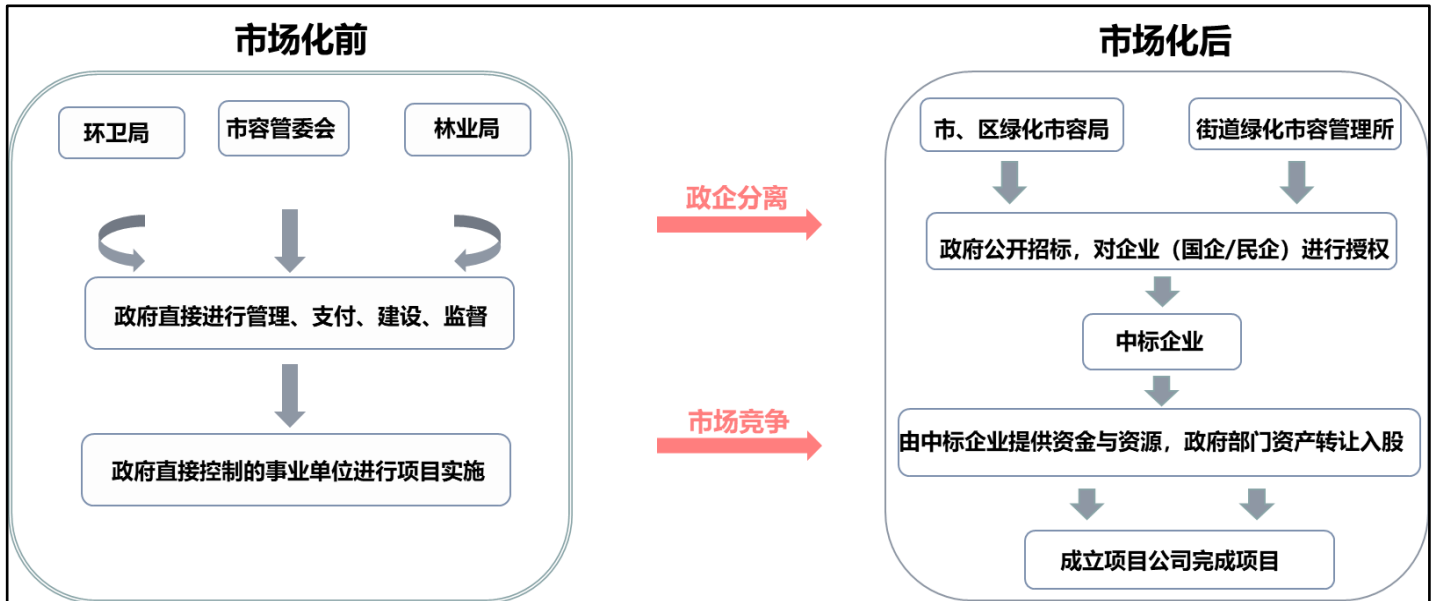 市场化前
环卫局
市容管委会
林业局
政府直接进行管理、支付、建设、监督
政府直接控制的事业单位进行项目实施
政企分离
市场竞争
市场化后
市、区绿化市容局
街道绿化市容管理所
政府公开招标，对企业（国企/民企）进行授权
中标企业
由中标企业提供资金与资源，政府部门资产转让入股
成立项目公司完成项目